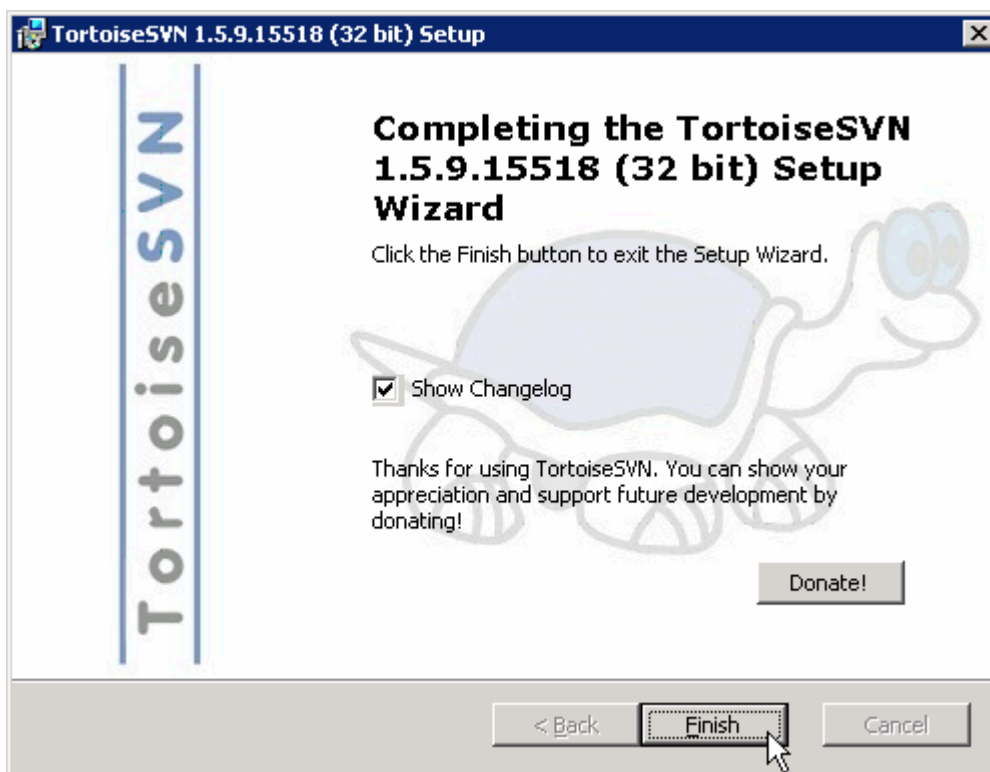 TortoiseSVN 1.5.9.15518 (32 bit) Setup
TortoiseSVN
Completing the TortoiseSVN
1.5.9.15518 (32 bit) Setup
Wizard
Click the Finish button to exit the Setup Wizard.
Show Changelog
Thanks for using TortoiseSVN. You can show your
appreciation and support future development by
donating!
Donate!
< Back Finish Cancel